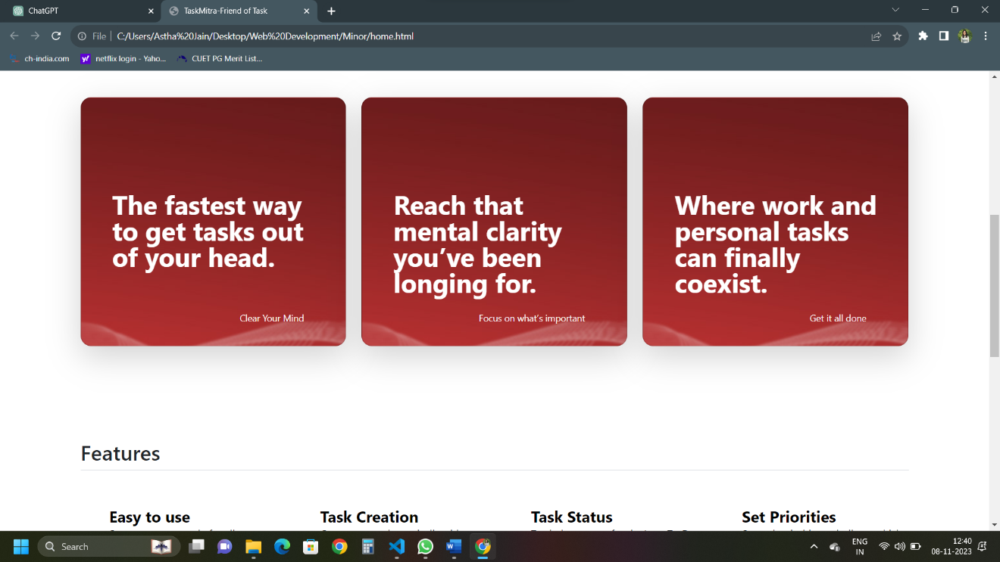 ChatGPT
TaskMitra-Friend of Task
File
C:/Users/Astha%20Jain/Desktop/Web%20Development/Minor/home.html
ch-india.com
netflix login - Yaho...
CUET PG Merit List...
The fastest way
to get tasks out
of your head.
Clear Your Mind
Reach that
mental clarity
you’ve been
longing for.
Focus on what’s important
Where work and
personal tasks
can finally
coexist.
Get it all done
Features
Easy to use
Task Creation
Task Status
Set Priorities
Search
ENG
IN
12:40
08-11-2023